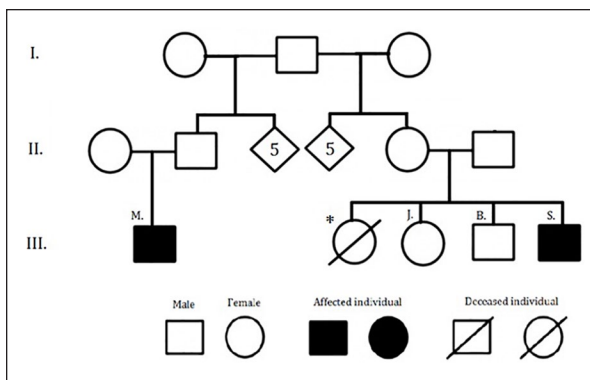 I.
II.
5
5
M.
*
J.
B.
S.
III.
Male
Female
Affected individual
Deceased individual